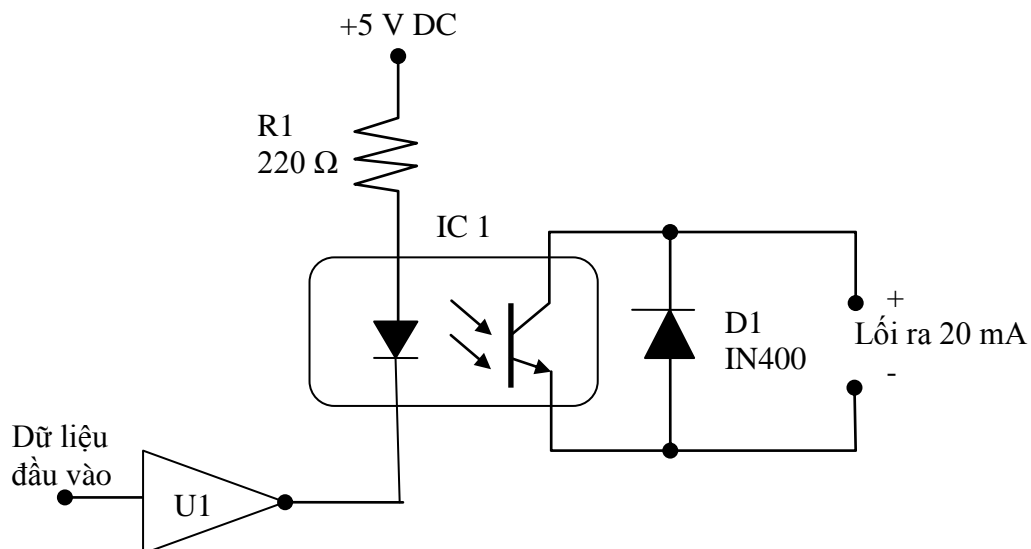 +5 V DC
R1
220 Ω
IC 1
+
D1
Lối ra 20 mA
IN400
-
Dữ liệu
đầu vào
U1